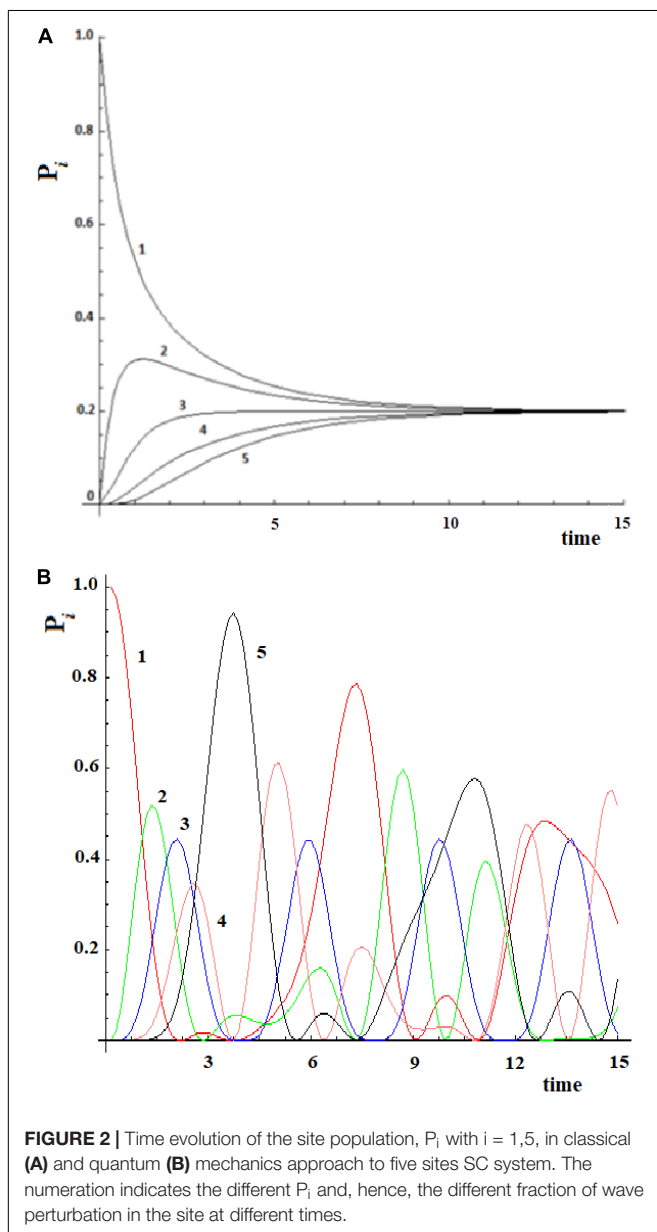 A
1.0
0.8
0.6
0.4
0.2
0
P_i
1
2
3
4
5
5
10
15
time
B
1.0
0.8
0.6
0.4
0.2
P_i
1
2
3
4
5
3
6
9
12
15
time
FIGURE 2 | Time evolution of the site population, P_i with i = 1,5, in classical
(A) and quantum (B) mechanics approach to five sites SC system. The
numeration indicates the different P_i and, hence, the different fraction of wave
perturbation in the site at different times.